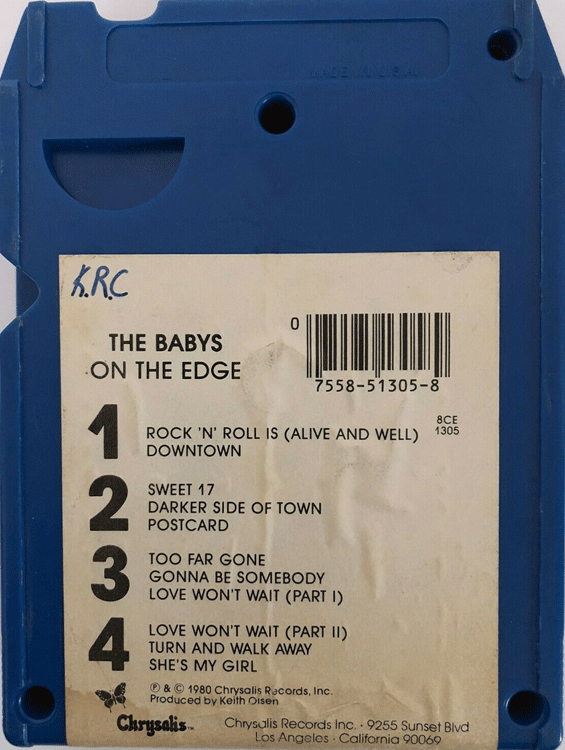 MADE IN U.S.A.
K.R.C
THE BABYS
ON THE EDGE
0
7558-51305-8
8CE
1305
1
ROCK 'N' ROLL IS (ALIVE AND WELL)
DOWNTOWN
2
SWEET 17
DARKER SIDE OF TOWN
POSTCARD
3
TOO FAR GONE
GONNA BE SOMEBODY
LOVE WON'T WAIT (PART I)
4
LOVE WON'T WAIT (PART II)
TURN AND WALK AWAY
SHE'S MY GIRL
℗ & © 1980 Chrysalis Records, Inc.
Produced by Keith Olsen
Chrysalis™
Chrysalis Records Inc. · 9255 Sunset Blvd
Los Angeles · California 90069